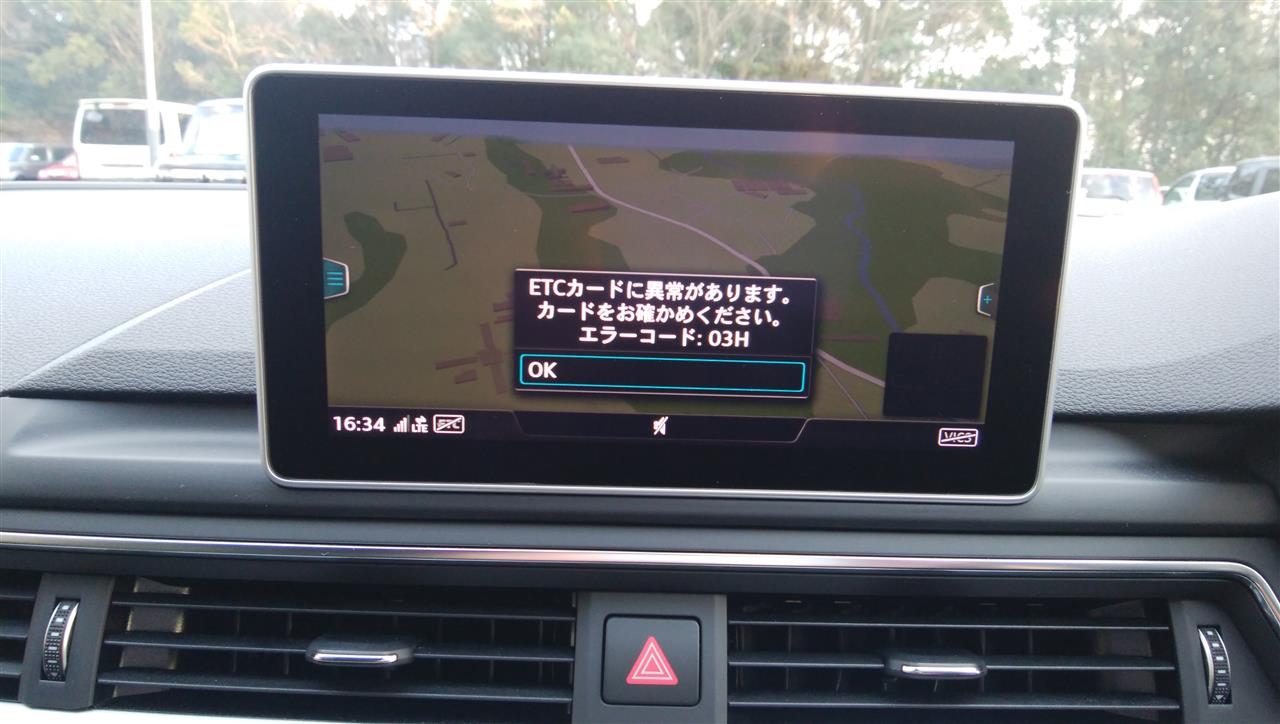 ETCカードに異常があります。
カードをお確かめください。
エラーコード: 03H
OK
16:34 LTE ETC
VICS